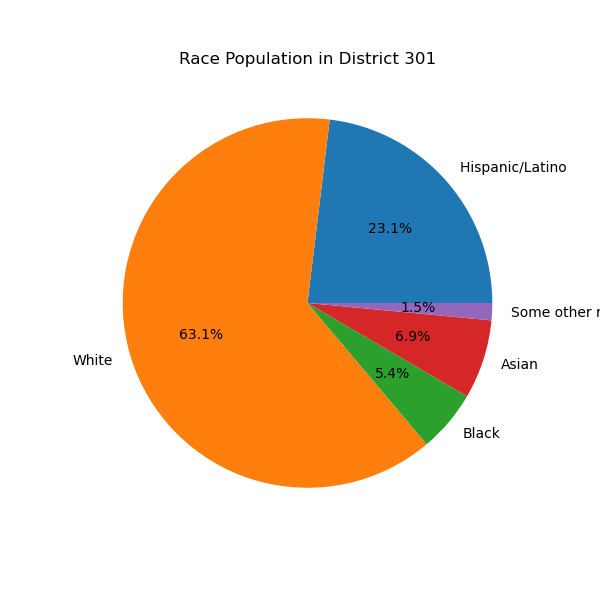 Race Population in District 301
Hispanic/Latino
23.1%
1.5%
Some other
63.1%
6.9%
White
Asian
5.4%
Black